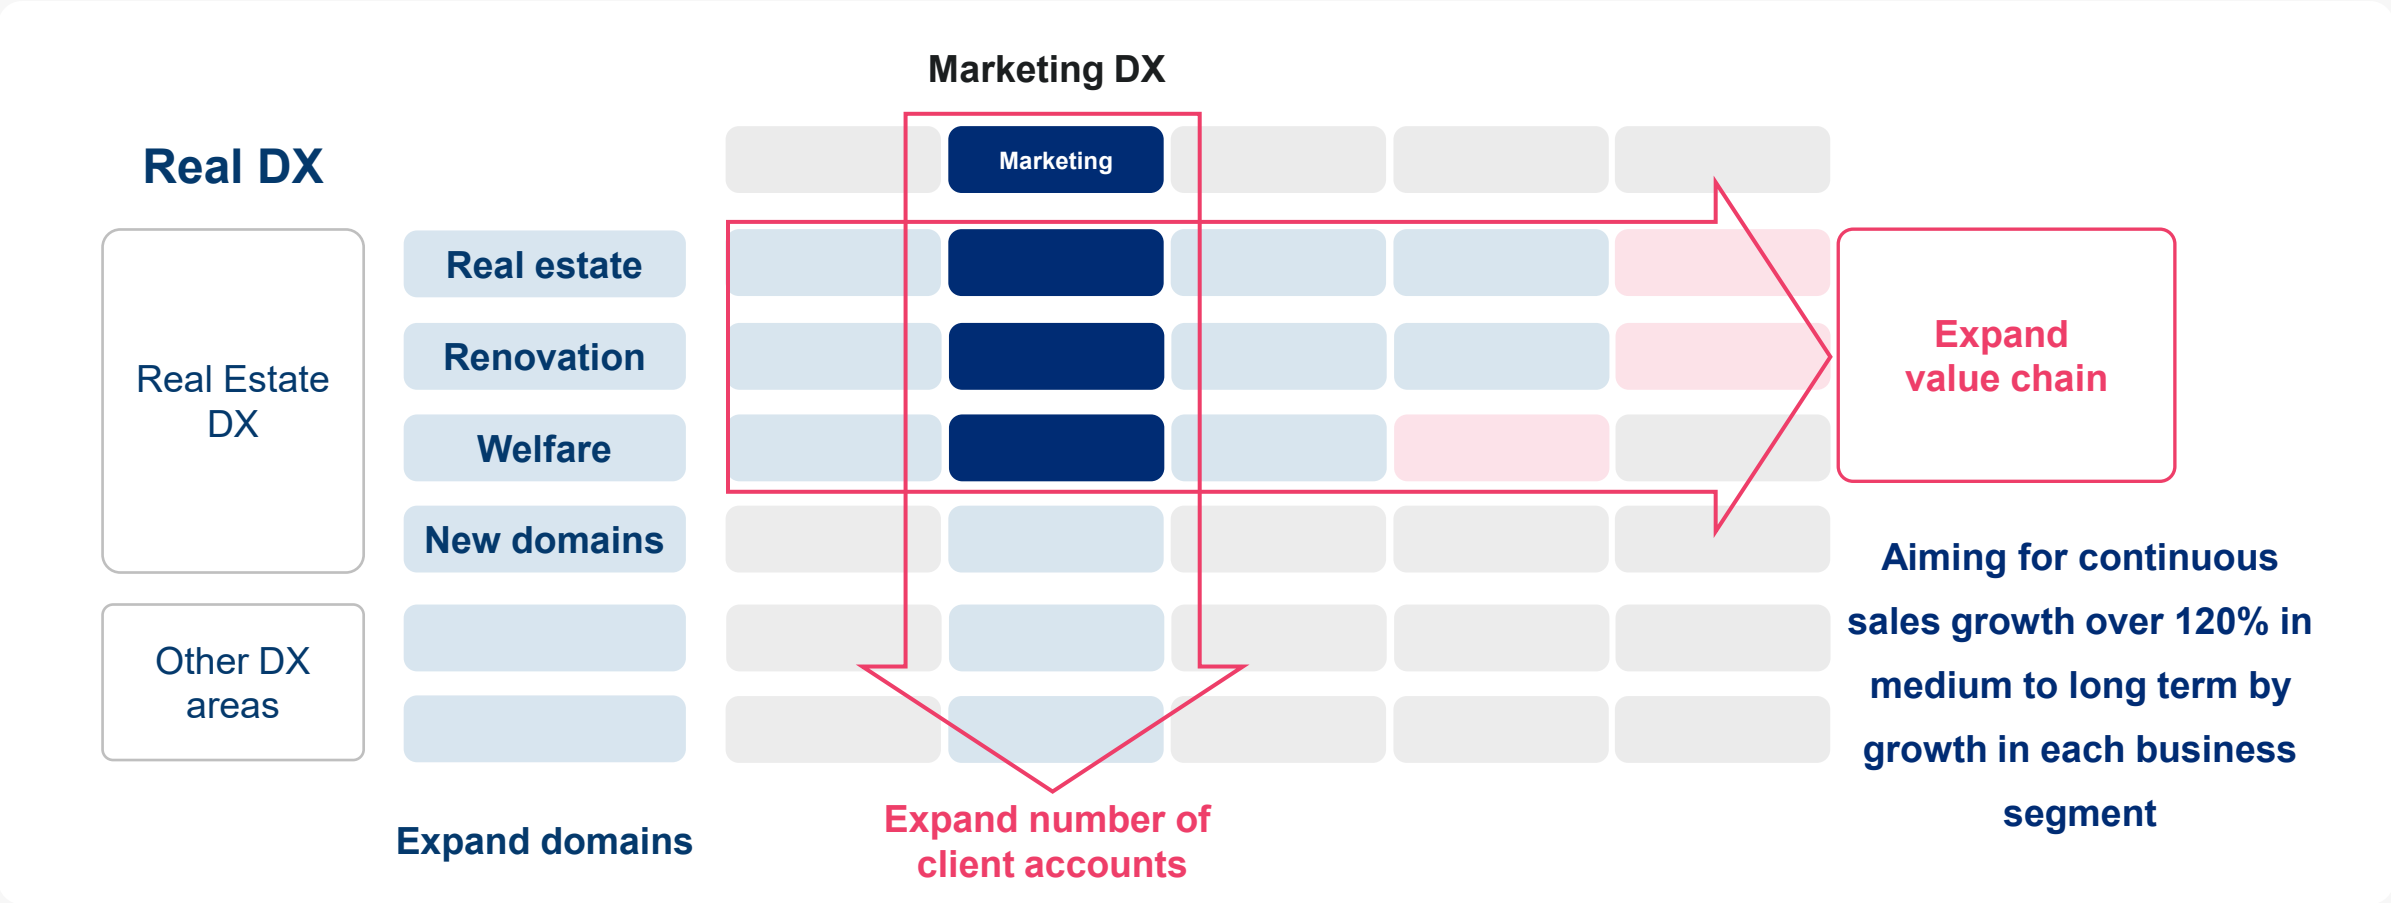 Marketing DX
Real DX
Marketing
Real Estate
DX
Real estate
Renovation
Welfare
New domains
Expand
value chain
Other DX
areas
Aiming for continuous
sales growth over 120% in
medium to long term by
growth in each business
segment
Expand domains
Expand number of
client accounts